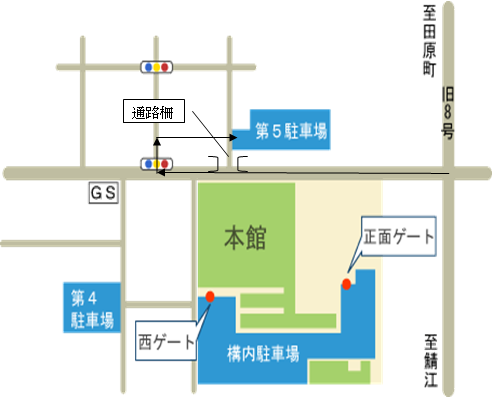 至田原町
旧8号
通路柵
第5駐車場
GS
本館
正面ゲート
第4
駐車場
西ゲート
構内駐車場
至鯖江